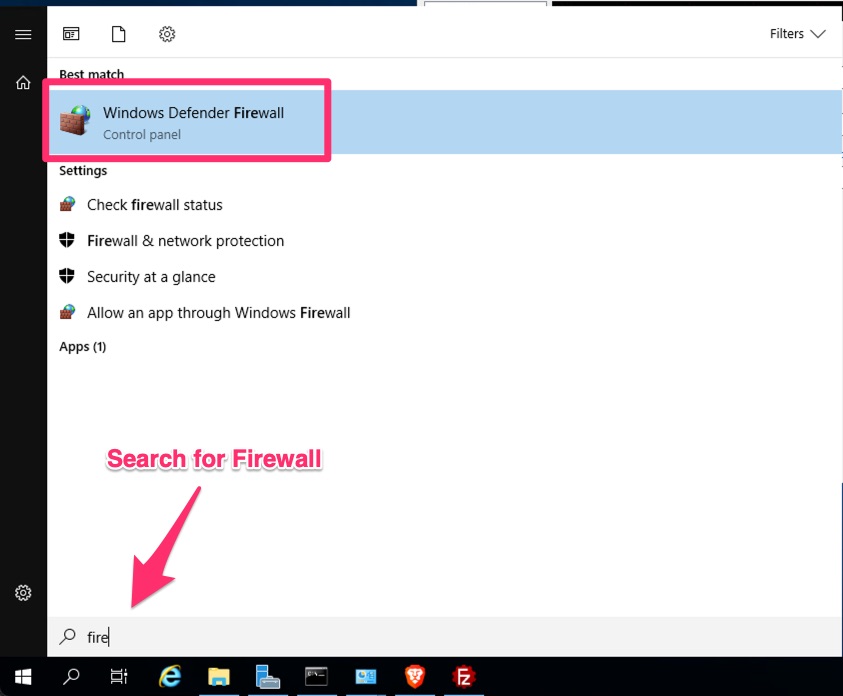 Filters
Best match
Windows Defender Firewall
Control panel
Settings
Check firewall status
Firewall & network protection
Security at a glance
Allow an app through Windows Firewall
Apps (1)
Search for Firewall
fire